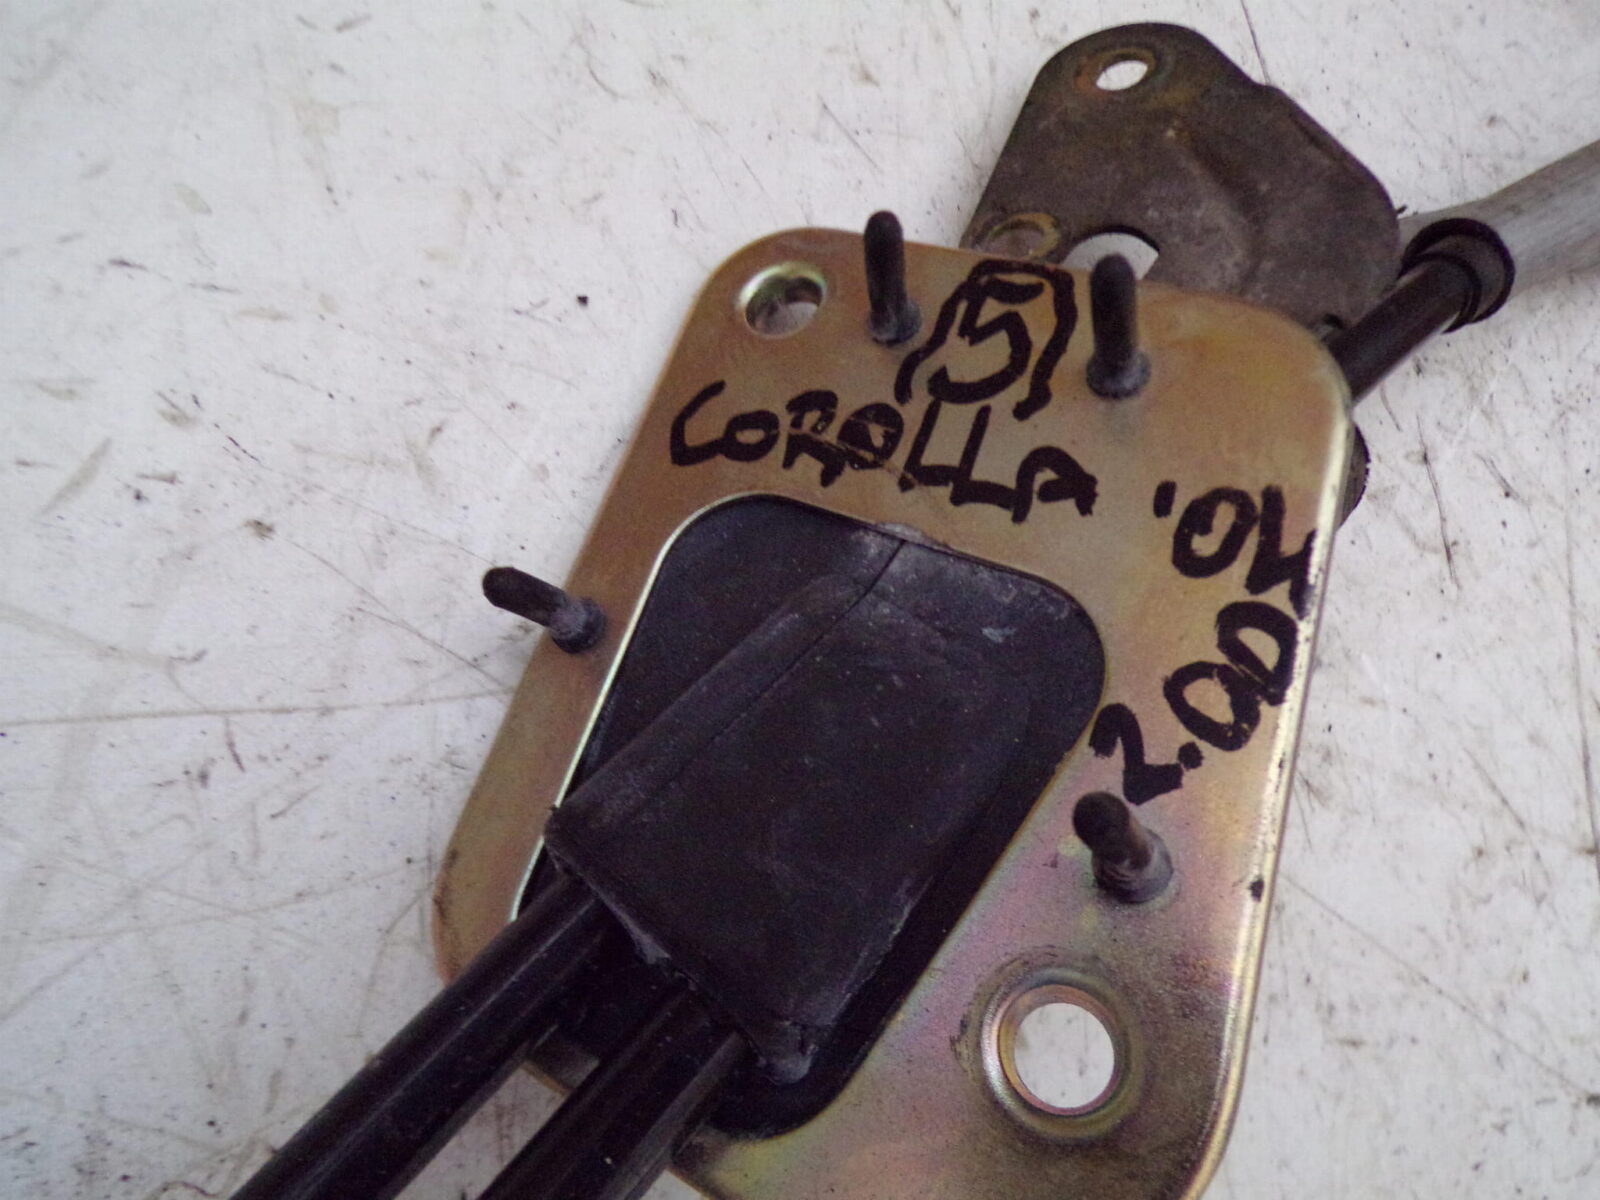 (5)
COROLLA '04
2.0D